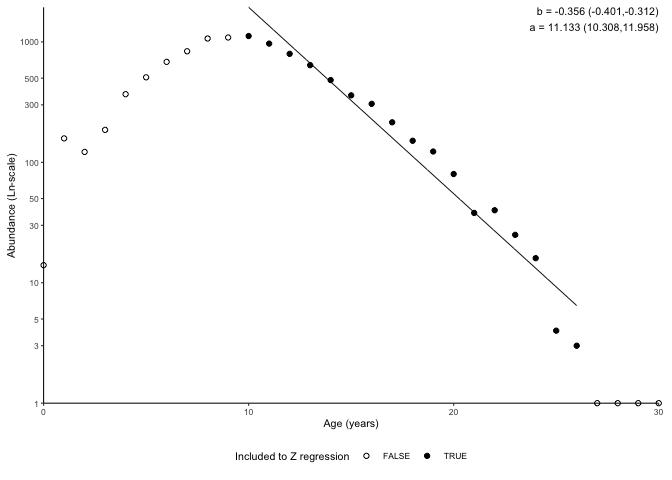 b = -0.356 (-0.401,-0.312)
a = 11.133 (10.308,11.958)
1000
500
300
100
50
30
10
5
3
1
Abundance (Ln-scale)
0 10 20 30
Age (years)
Included to Z regression FALSE TRUE